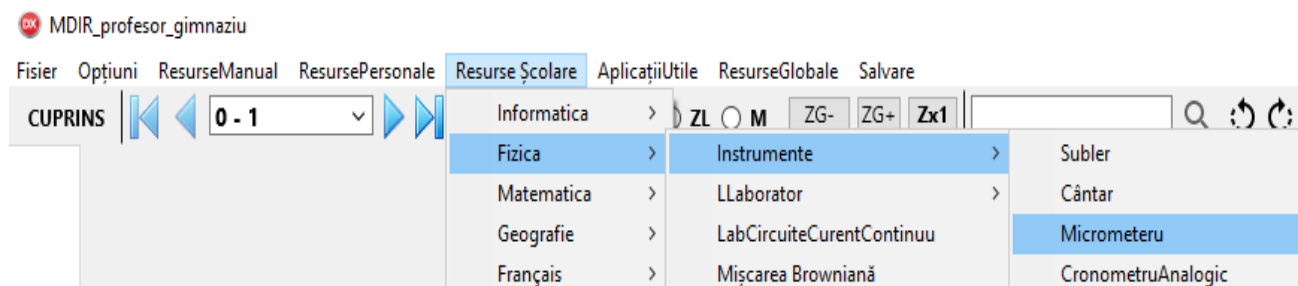 MDIR_profesor_gimnaziu
Fisier Opțiuni ResurseManual ResursePersonale Resurse Școlare AplicațiiUtile ResurseGlobale Salvare
CUPRINS 0 - 1 ZL M ZG- ZG+ Zx1
Informatica
Fizica Instrumente Subler
Matematica LLaborator Cântar
Geografie LabCircuiteCurentContinuu Micrometeru
Français Mișcarea Browniană CronometruAnalogic